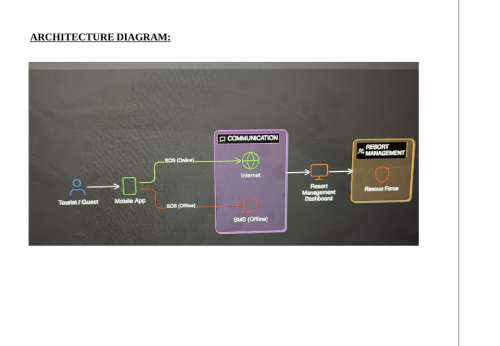 ARCHITECTURE DIAGRAM:
COMMUNICATION
RESORT
MANAGEMENT
SOS (Online)
Internet
Tourist / Guest
Mobile App
SOS (Offline)
SMS (Offline)
Resort
Management
Dashboard
Rescue Force